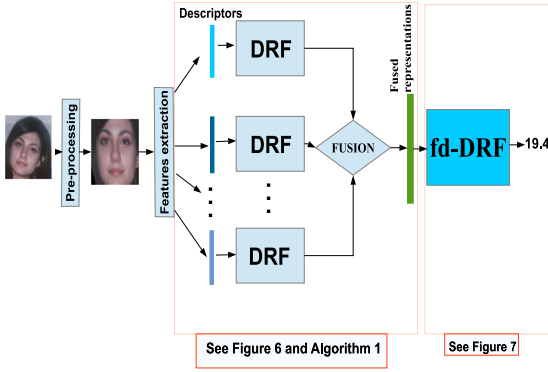 Descriptors
Pre-processing
Features extraction
DRF
DRF
DRF
FUSION
Fused
representations
fd-DRF
19.4
See Figure 6 and Algorithm 1
See Figure 7